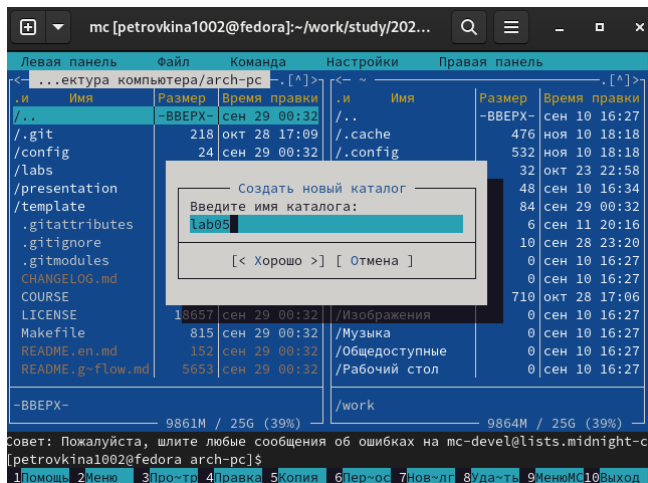 mc [petrovkina1002@fedora]:~/wo rk/study/202...
Левая панель Файл Команда Настройки Правая панель
<— ...ектура компьютера/arch-pc —.[^]> <— ~ —.[^]>
.и Имя Размер Время правки .и Имя Размер Время правки
/.. -ВВЕРХ- сен 29 00:32 /.. -ВВЕРХ- сен 10 16:27
/.git 218 окт 28 17:09 /.cache 476 ноя 10 18:18
/config 24 сен 29 00:32 /.config 532 ноя 10 18:18
/labs 32 окт 23 22:58
/presentation Создать новый каталог 48 сен 10 16:34
/template Введите имя каталога: 84 сен 29 00:32
.gitattributes lab05 6 сен 11 20:16
.gitignore 10 сен 28 23:20
.gitmodules [< Хорошо >] [ Отмена ] 0 сен 10 16:27
CHANGELOG.md 0 сен 10 16:27
COURSE 710 окт 28 17:06
LICENSE 18657 сен 29 00:32 /Изображения 0 сен 10 16:27
Makefile 815 сен 29 00:32 /Музыка 0 сен 10 16:27
README.en.md 152 сен 29 00:32 /Общедоступные 0 сен 10 16:27
README.g~flow.md 5653 сен 29 00:32 /Рабочий стол 0 сен 10 16:27
-ВВЕРХ- /work
9861M / 25G (39%) 9864M / 25G (39%)
Совет: Пожалуйста, шлите любые сообщения об ошибках на mc-devel@lists.midnight-c
[petrovkina1002@fedora arch-pc]$
1Помощь 2Меню 3Про~тр 4Правка 5Копия 6Пер~ос 7Нов~лг 8Уда~ть 9МенюMC 10Выход